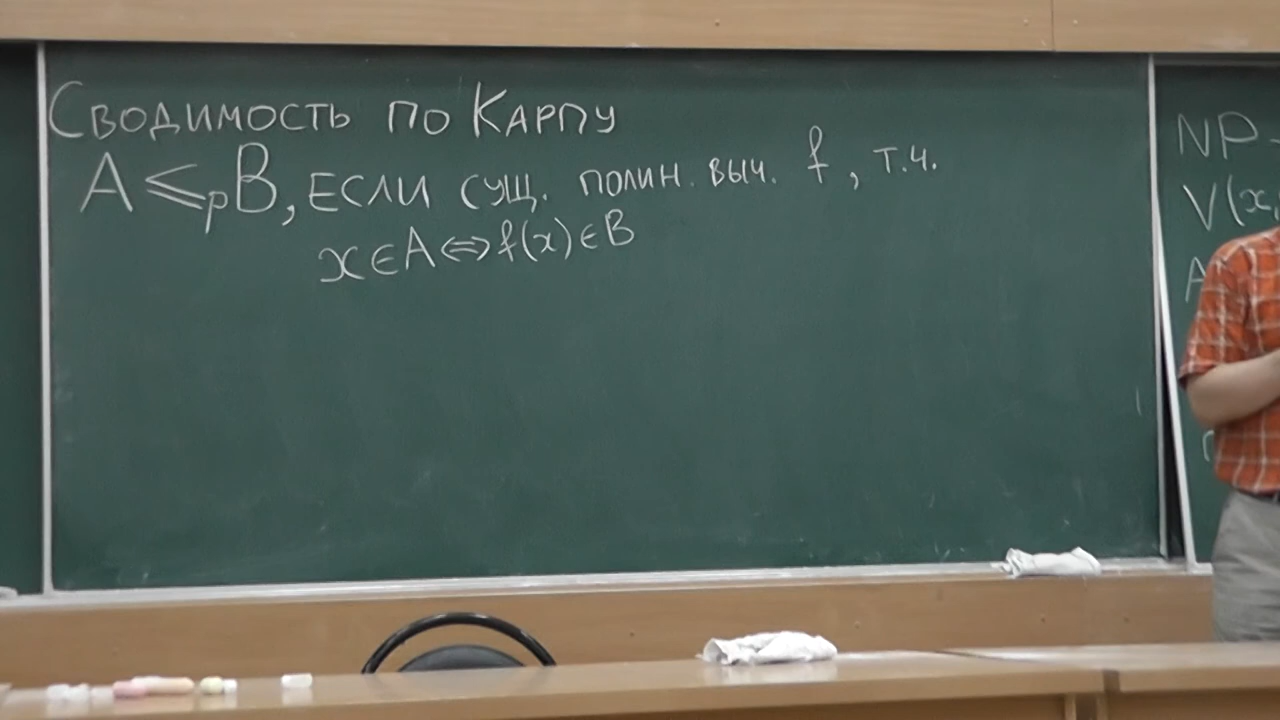 Сводимость по Карпу
A ⩽ₚ B, если сущ. полин. выч. f, т.ч.
x∈A⇔f(x)∈B
NP-
V(x,
A